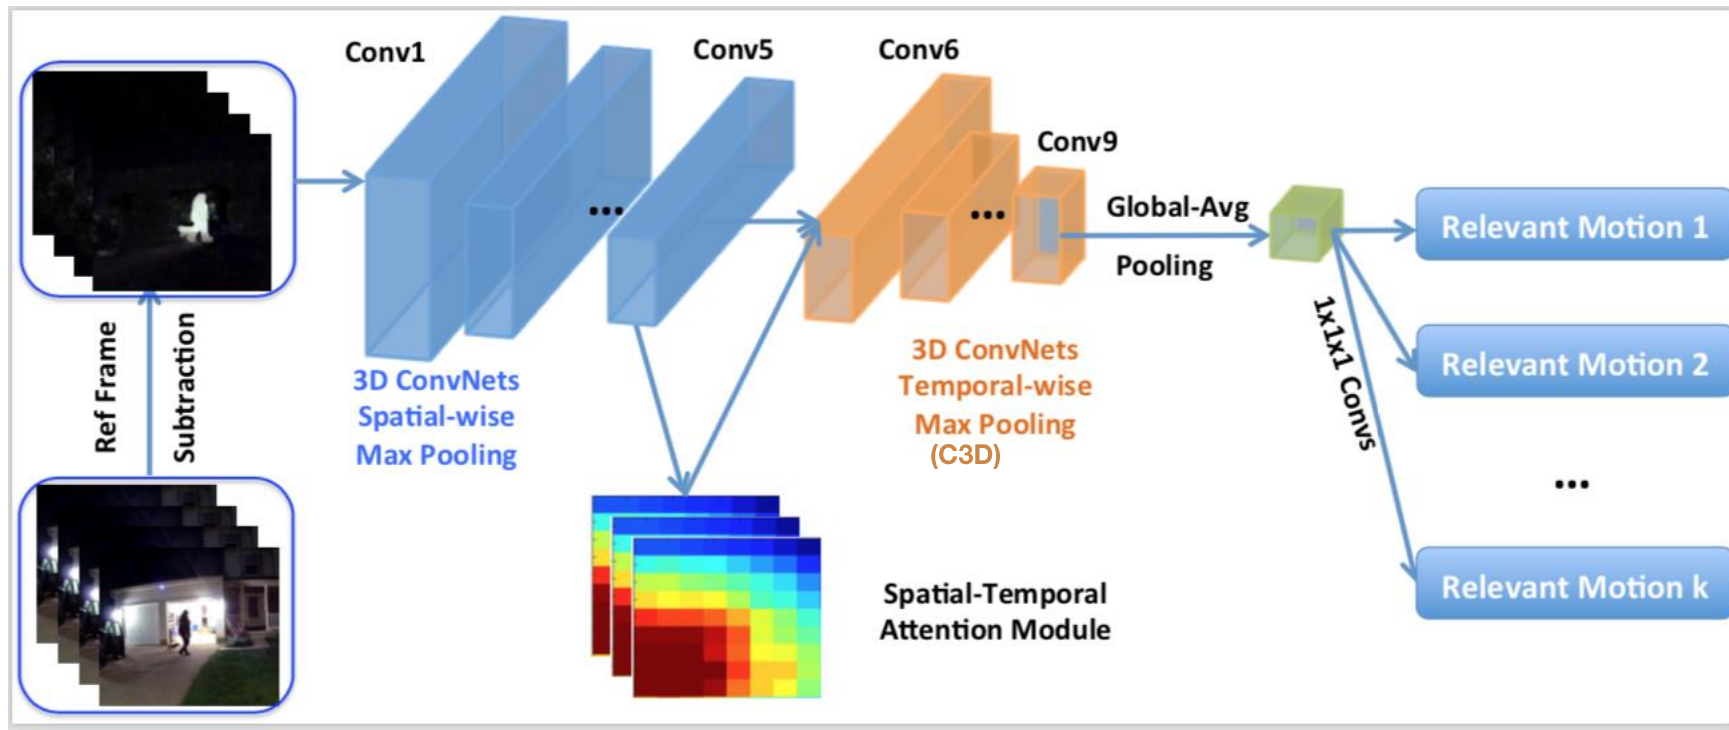 Conv1
Conv5
Conv6
Conv9
Global-Avg
Pooling
Relevant Motion 1
Ref Frame
Subtraction
3D ConvNets
Spatial-wise
Max Pooling
3D ConvNets
Temporal-wise
Max Pooling
(C3D)
1x1x1 Convs
Relevant Motion 2
...
Relevant Motion k
Spatial-Temporal
Attention Module